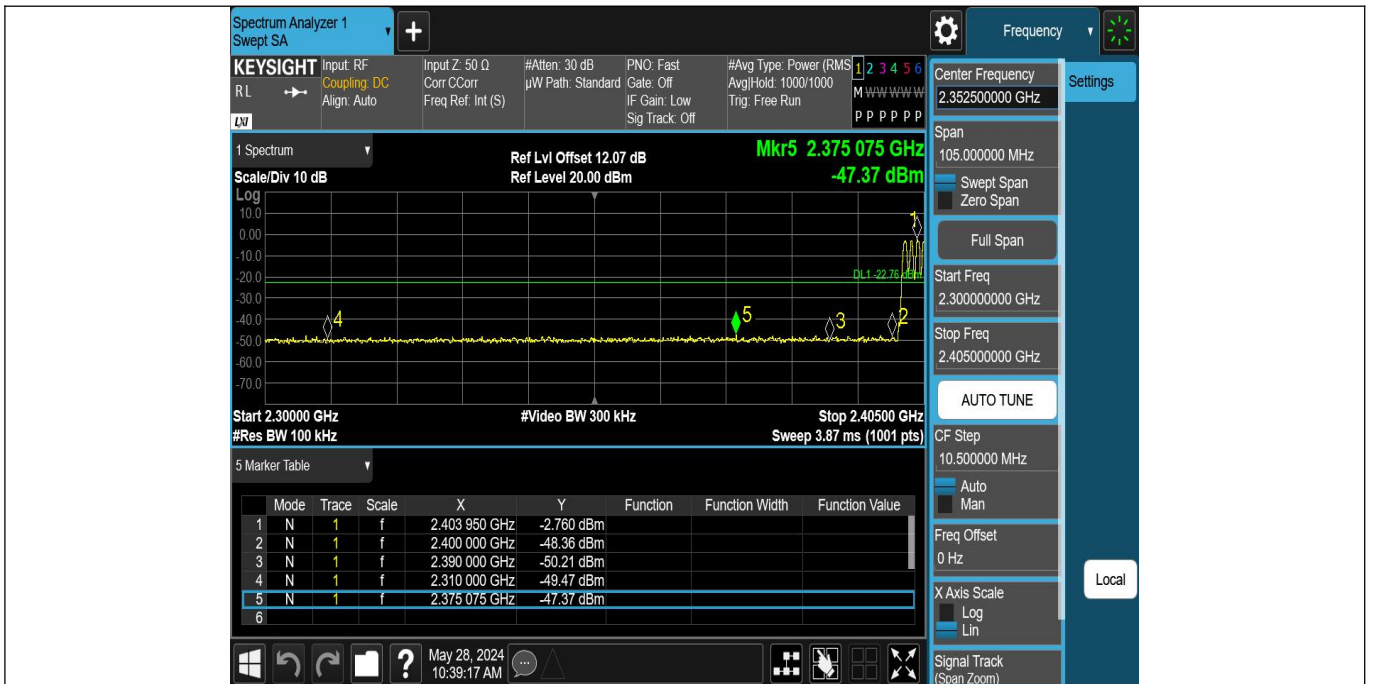 Spectrum Analyzer 1
Swept SA
+
Frequency
KEYSIGHT
RL
LXI
Input: RF
Coupling: DC
Align: Auto
Input Z: 50 Ω
Corr CCorr
Freq Ref: Int (S)
#Atten: 30 dB
µW Path: Standard
PNO: Fast
Gate: Off
IF Gain: Low
Sig Track: Off
#Avg Type: Power (RMS
Avg|Hold: 1000/1000
Trig: Free Run
1 2 3 4 5 6
M W W W W W
P P P P P P
Center Frequency
2.352500000 GHz
Settings
Span
105.000000 MHz
Swept Span
Zero Span
Full Span
Start Freq
2.300000000 GHz
Stop Freq
2.405000000 GHz
AUTO TUNE
CF Step
10.500000 MHz
Auto
Man
Freq Offset
0 Hz
X Axis Scale
Log
Lin
Signal Track
(Span Zoom)
Local
1 Spectrum
Scale/Div 10 dB
Ref Lvl Offset 12.07 dB
Ref Level 20.00 dBm
Mkr5 2.375 075 GHz
-47.37 dBm
Log
10.0
0.00
-10.0
-20.0
-30.0
-40.0
-50.0
-60.0
-70.0
1
DL1 -22.76 dBm
4
5
3
2
Start 2.30000 GHz
#Video BW 300 kHz
Stop 2.40500 GHz
#Res BW 100 kHz
Sweep 3.87 ms (1001 pts)
5 Marker Table
Mode Trace Scale X Y Function Function Width Function Value
1 N 1 f 2.403 950 GHz -2.760 dBm
2 N 1 f 2.400 000 GHz -48.36 dBm
3 N 1 f 2.390 000 GHz -50.21 dBm
4 N 1 f 2.310 000 GHz -49.47 dBm
5 N 1 f 2.375 075 GHz -47.37 dBm
6
?
May 28, 2024
10:39:17 AM